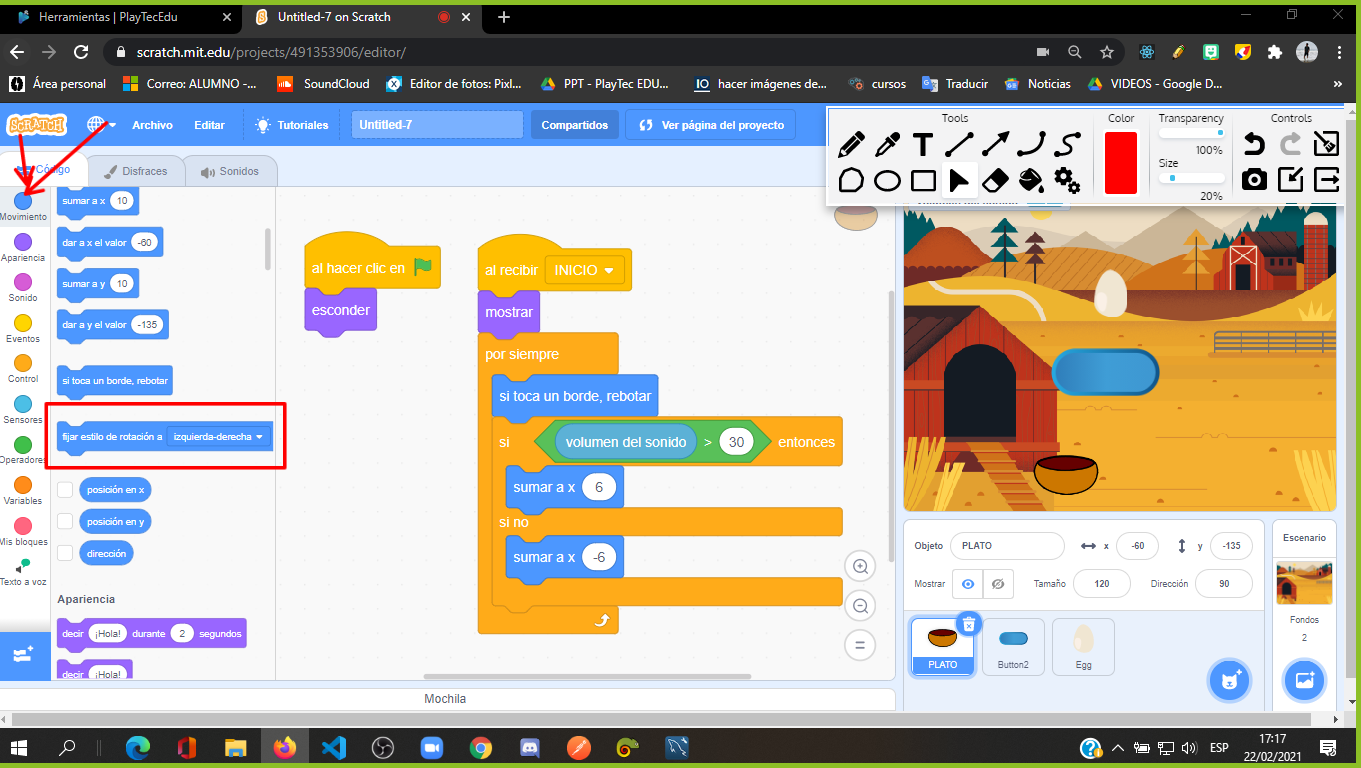 Herramientas | PlayTecEdu
Untitled-7 on Scratch
scratch.mit.edu/projects/491353906/editor/
Área personal
Correo: ALUMNO -...
SoundCloud
Editor de fotos: Pixl...
PPT - PlayTec EDU...
IO hacer imágenes de...
cursos
Traducir
Noticias
VIDEOS - Google D...
»
SCRATCH
Archivo
Editar
Tutoriales
Untitled-7
Compartidos
Ver página del proyecto
Tools
Color
Transparency
100%
Size
20%
Controls
Código
Disfraces
Sonidos
Movimiento
Apariencia
Sonido
Eventos
Control
Sensores
Operadores
Variables
Mis bloques
Texto a voz
sumar a x 10
dar a x el valor -60
sumar a y 10
dar a y el valor -135
si toca un borde, rebotar
fijar estilo de rotación a izquierda-derecha
posición en x
posición en y
dirección
Apariencia
decir ¡Hola! durante 2 segundos
decir ¡Hola!
al hacer clic en
esconder
al recibir INICIO
mostrar
por siempre
si toca un borde, rebotar
si volumen del sonido > 30 entonces
sumar a x 6
si no
sumar a x -6
Objeto PLATO x -60 y -135
Mostrar Tamaño 120 Dirección 90
PLATO
Button2
Egg
Escenario
Fondos
2
Mochila
ESP
17:17
22/02/2021